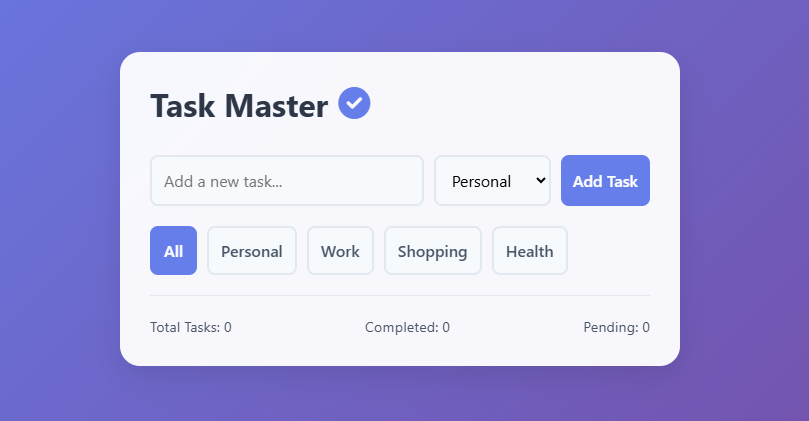 Task Master
Add a new task... Personal Add Task
All Personal Work Shopping Health
Total Tasks: 0 Completed: 0 Pending: 0